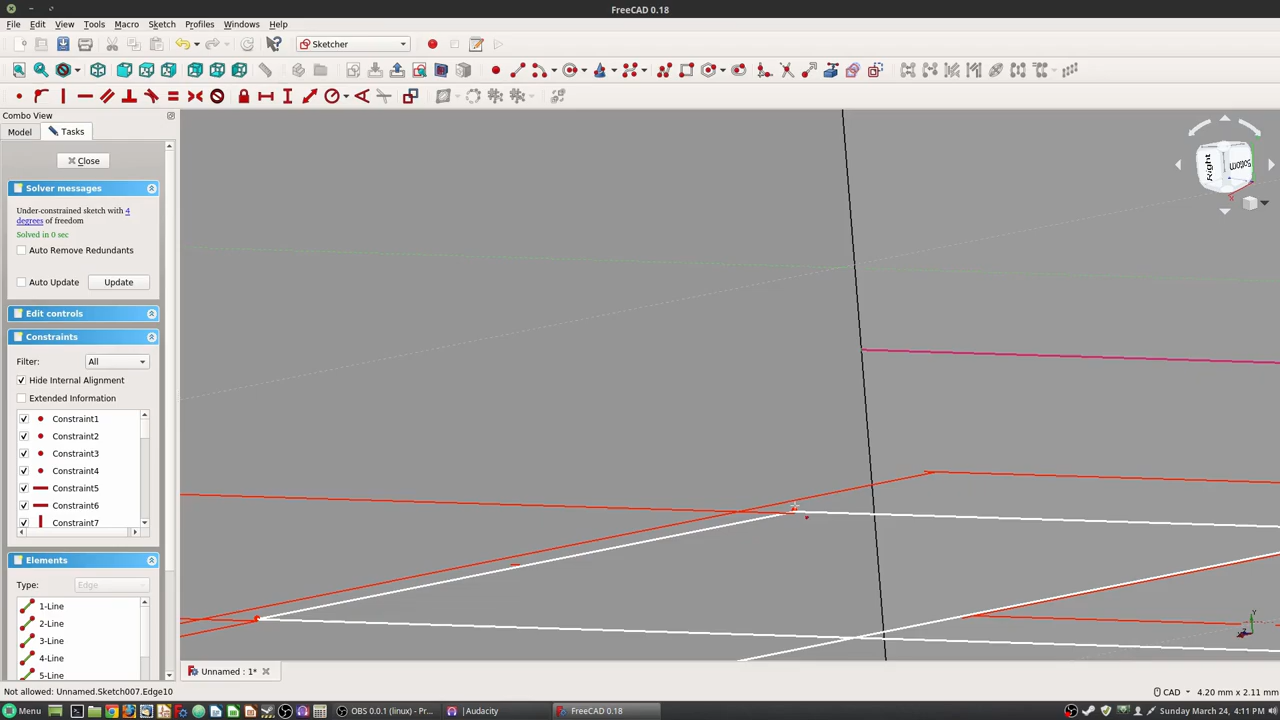 FreeCAD 0.18
File Edit View Tools Macro Sketch Profiles Windows Help
Sketcher
Combo View
Model Tasks
Close
Solver messages
Under-constrained sketch with 4
degrees of freedom
Solved in 0 sec
Auto Remove Redundants
Auto Update Update
Edit controls
Constraints
Filter: All
Hide Internal Alignment
Extended Information
Constraint1
Constraint2
Constraint3
Constraint4
Constraint5
Constraint6
Constraint7
Elements
Type: Edge
1-Line
2-Line
3-Line
4-Line
5-Line
Right
Bottom
X
Y
Unnamed : 1*
Not allowed: Unnamed.Sketch007.Edge10
CAD 4.20 mm x 2.11 mm
Menu
OBS 0.0.1 (linux) - Pr...
Audacity
FreeCAD 0.18
Sunday March 24, 4:11 PM